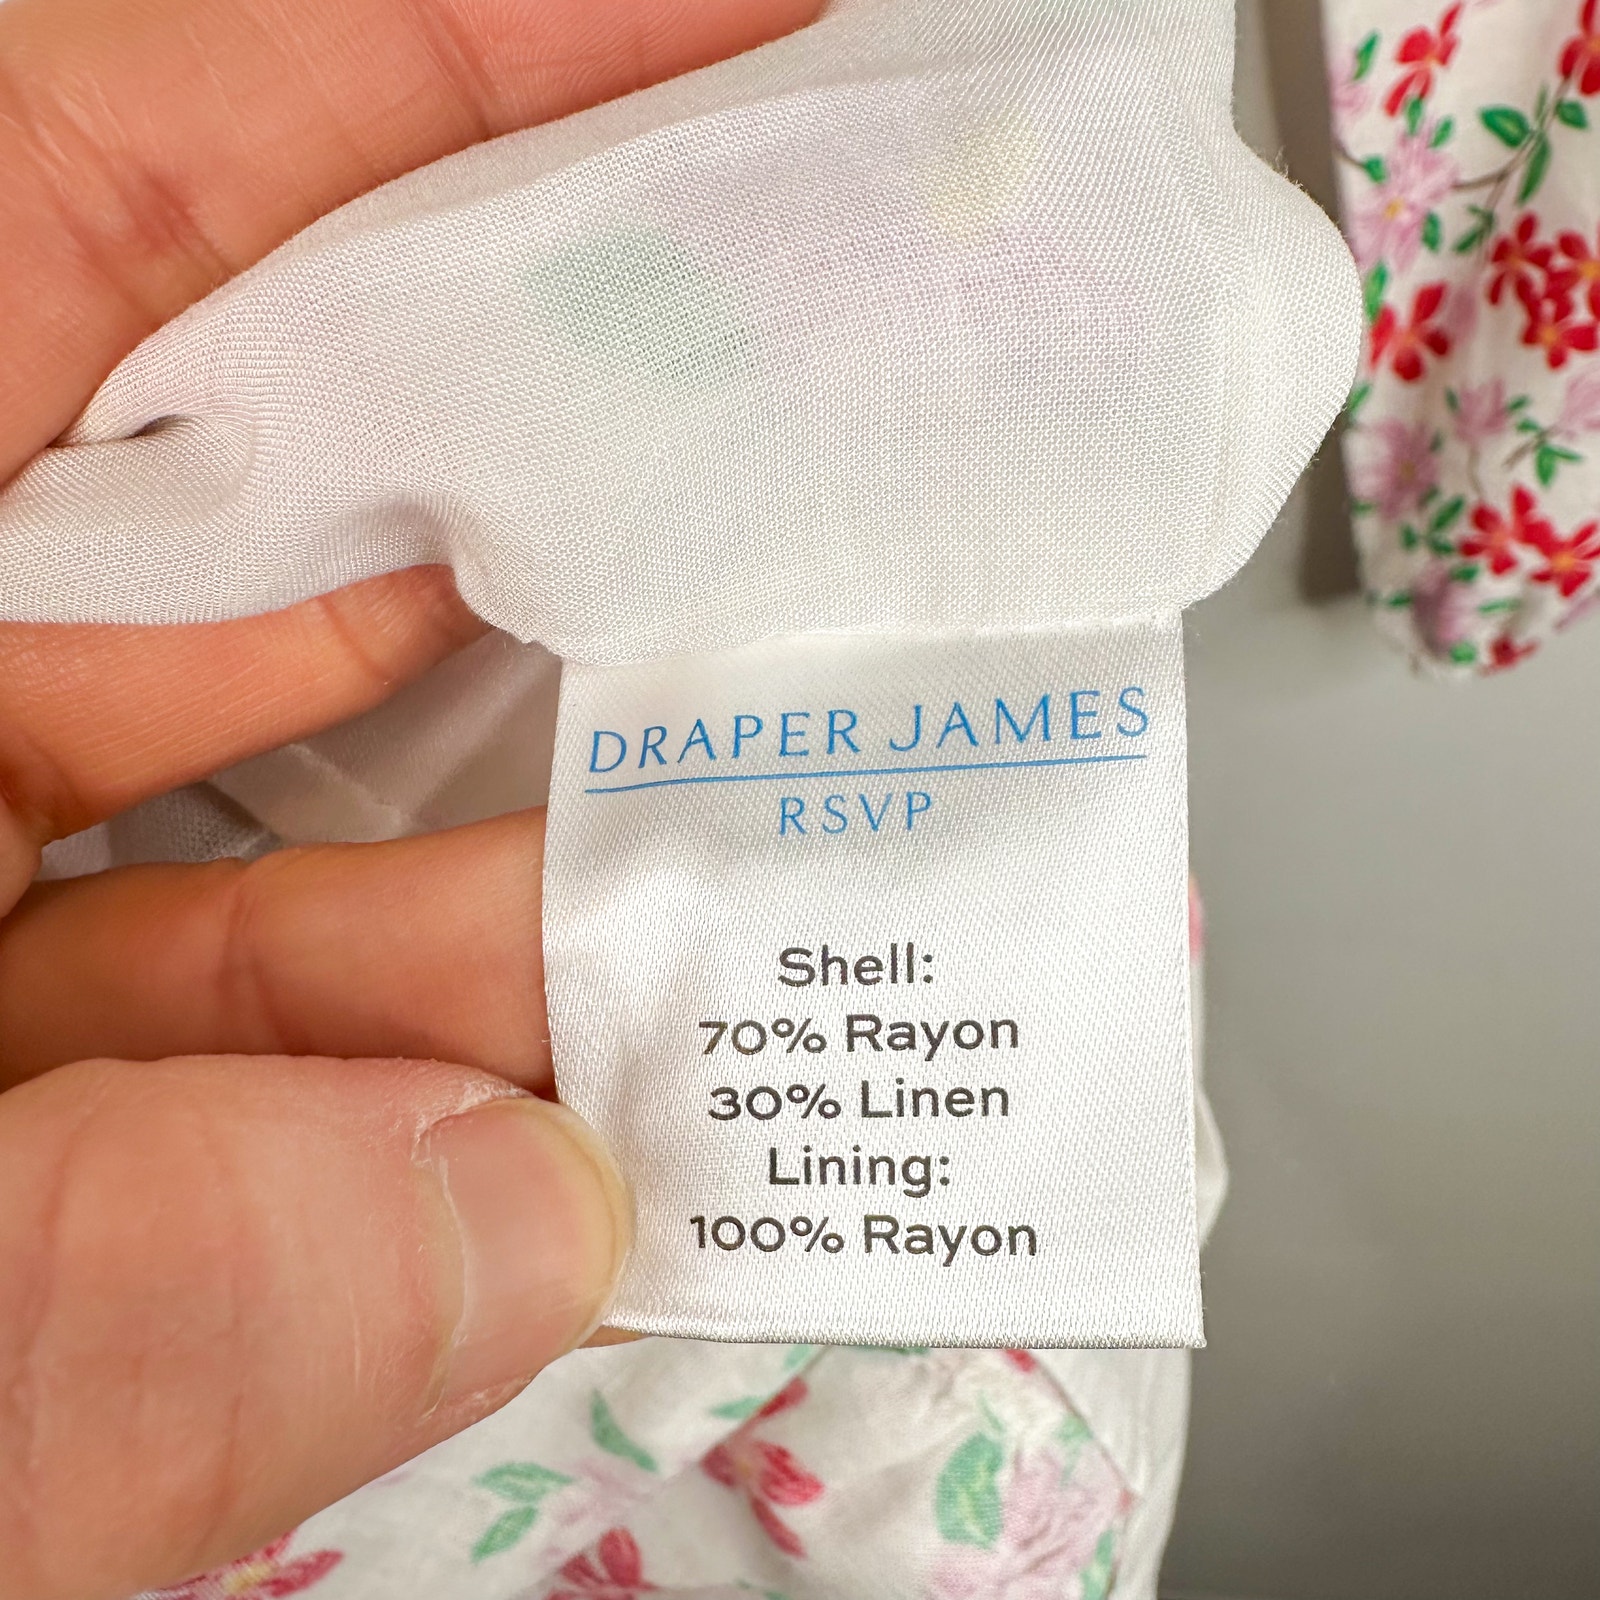 DRAPER JAMES
RSVP
Shell:
70% Rayon
30% Linen
Lining:
100% Rayon